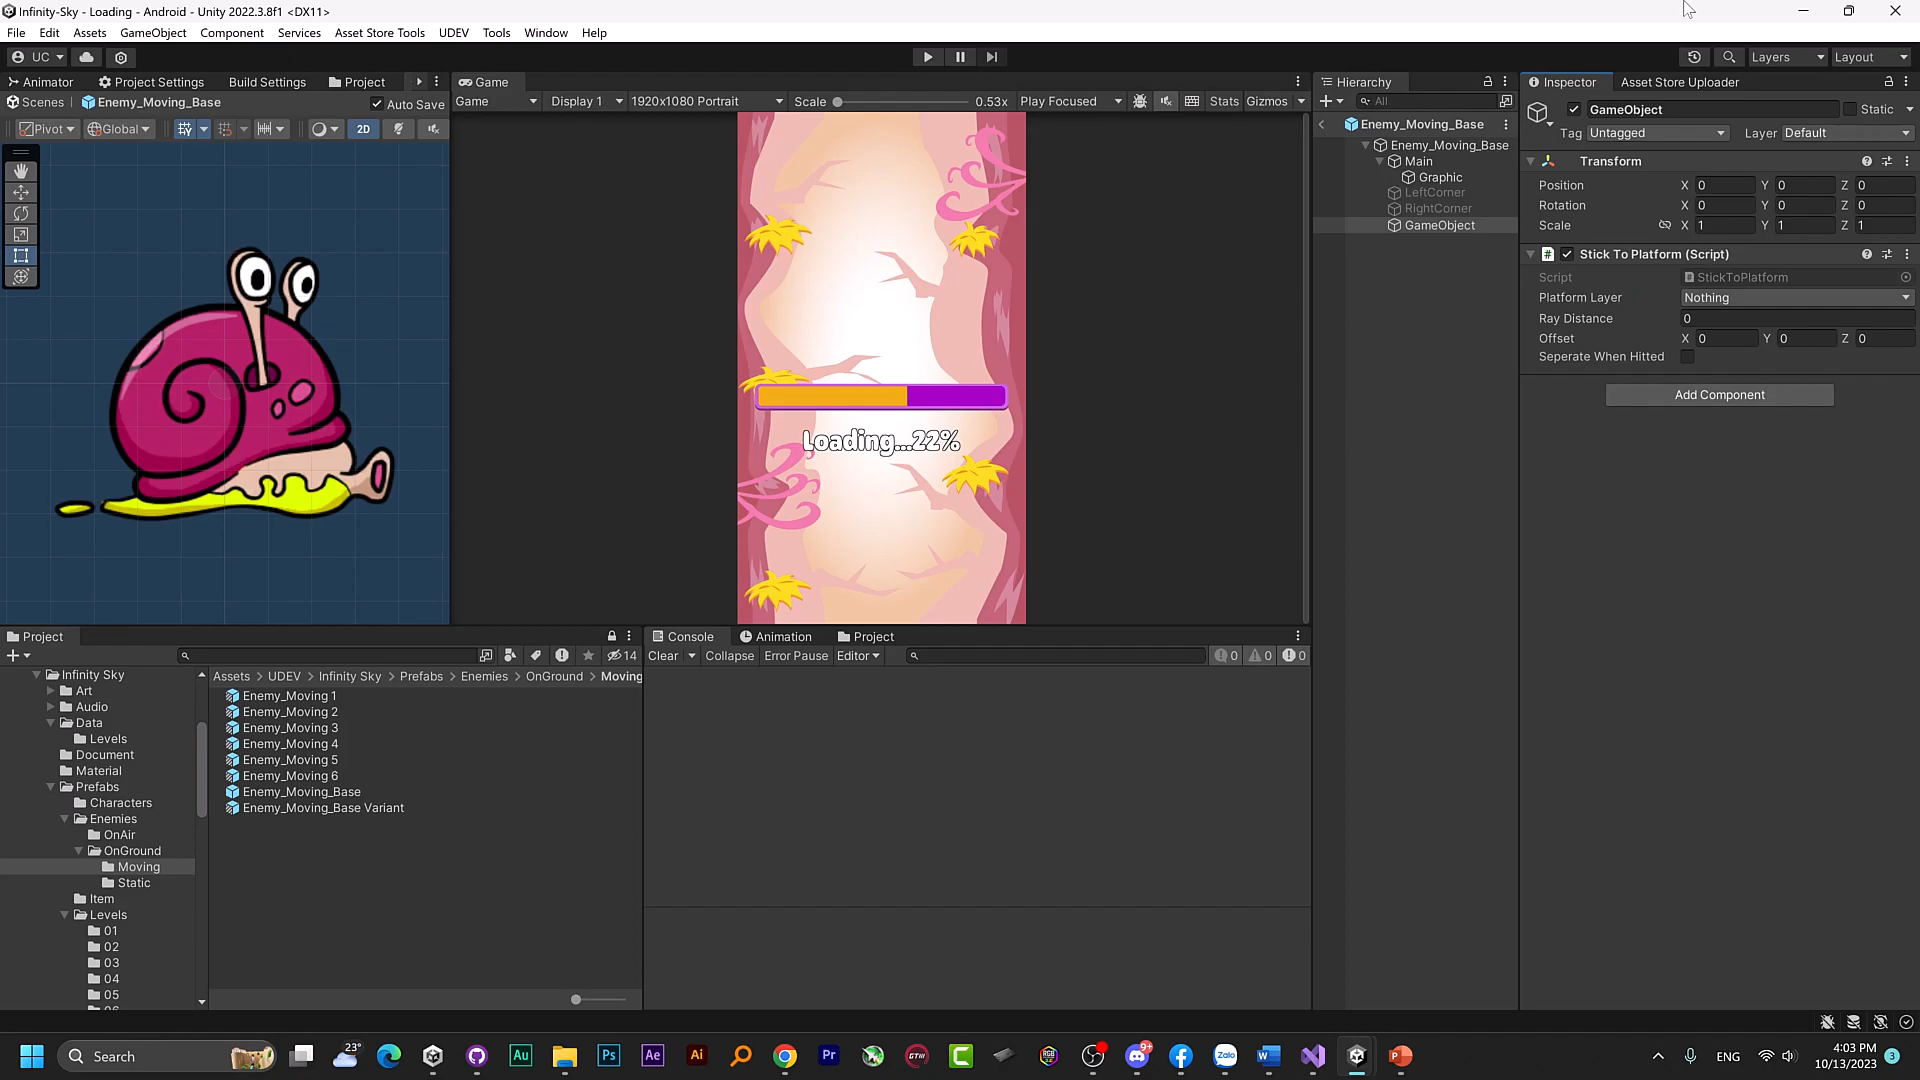 Infinity-Sky - Loading - Android - Unity 2022.3.8f1 <DX11>
File Edit Assets GameObject Component Services Asset Store Tools UDEV Tools Window Help
UC Layers Layout
Animator Project Settings Build Settings Project
Scenes Enemy_Moving_Base Auto Save
Pivot Global 2D
Game
Game Display 1 1920x1080 Portrait Scale 0.53x Play Focused Stats Gizmos
Loading...22%
Hierarchy
All
Enemy_Moving_Base
Enemy_Moving_Base
Main
Graphic
LeftCorner
RightCorner
GameObject
Inspector Asset Store Uploader
GameObject Static
Tag Untagged Layer Default
Transform
Position X 0 Y 0 Z 0
Rotation X 0 Y 0 Z 0
Scale X 1 Y 1 Z 1
# Stick To Platform (Script)
Script StickToPlatform
Platform Layer Nothing
Ray Distance 0
Offset X 0 Y 0 Z 0
Seperate When Hitted
Add Component
Project
14
Infinity Sky
Art
Audio
Data
Levels
Document
Material
Prefabs
Characters
Enemies
OnAir
OnGround
Moving
Static
Item
Levels
01
02
03
04
05
Assets > UDEV > Infinity Sky > Prefabs > Enemies > OnGround > Moving
Enemy_Moving 1
Enemy_Moving 2
Enemy_Moving 3
Enemy_Moving 4
Enemy_Moving 5
Enemy_Moving 6
Enemy_Moving_Base
Enemy_Moving_Base Variant
Console Animation Project
Clear Collapse Error Pause Editor 0 0 0
Search 23° Au Ps Ae Ai Pr 9+ Zalo ENG 4:03 PM
10/13/2023 3